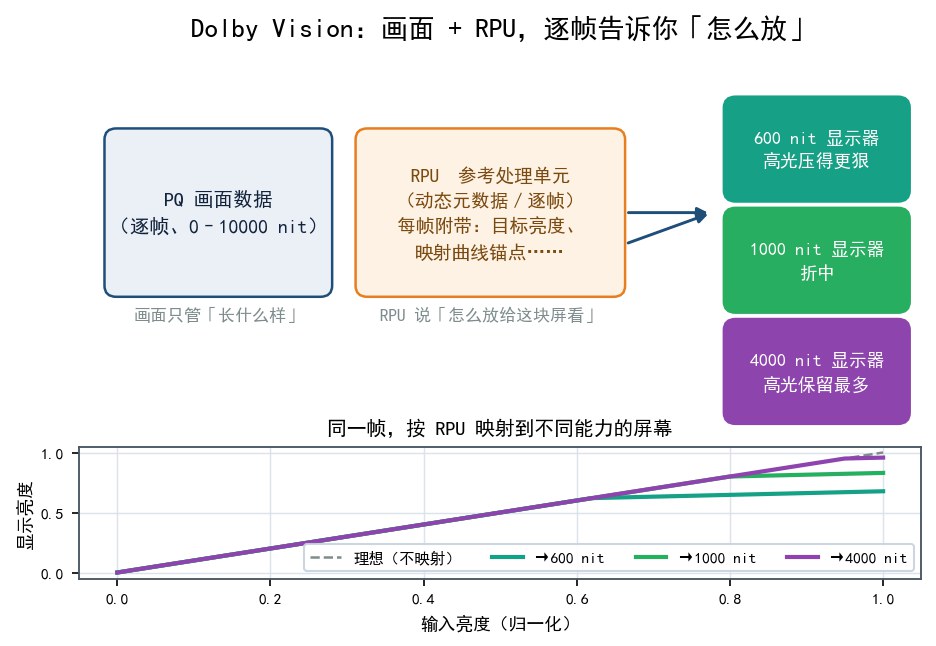 Dolby Vision：画面 + RPU，逐帧告诉你「怎么放」
PQ 画面数据
（逐帧、0–10000 nit）
画面只管「长什么样」
RPU  参考处理单元
（动态元数据 / 逐帧）
每帧附带：目标亮度、
映射曲线锚点……
RPU 说「怎么放给这块屏看」
600 nit 显示器
高光压得更狠
1000 nit 显示器
折中
4000 nit 显示器
高光保留最多
同一帧，按 RPU 映射到不同能力的屏幕
显示亮度
1.0
0.5
0.0
理想（不映射）
→600 nit
→1000 nit
→4000 nit
0.0
0.2
0.4
0.6
0.8
1.0
输入亮度（归一化）